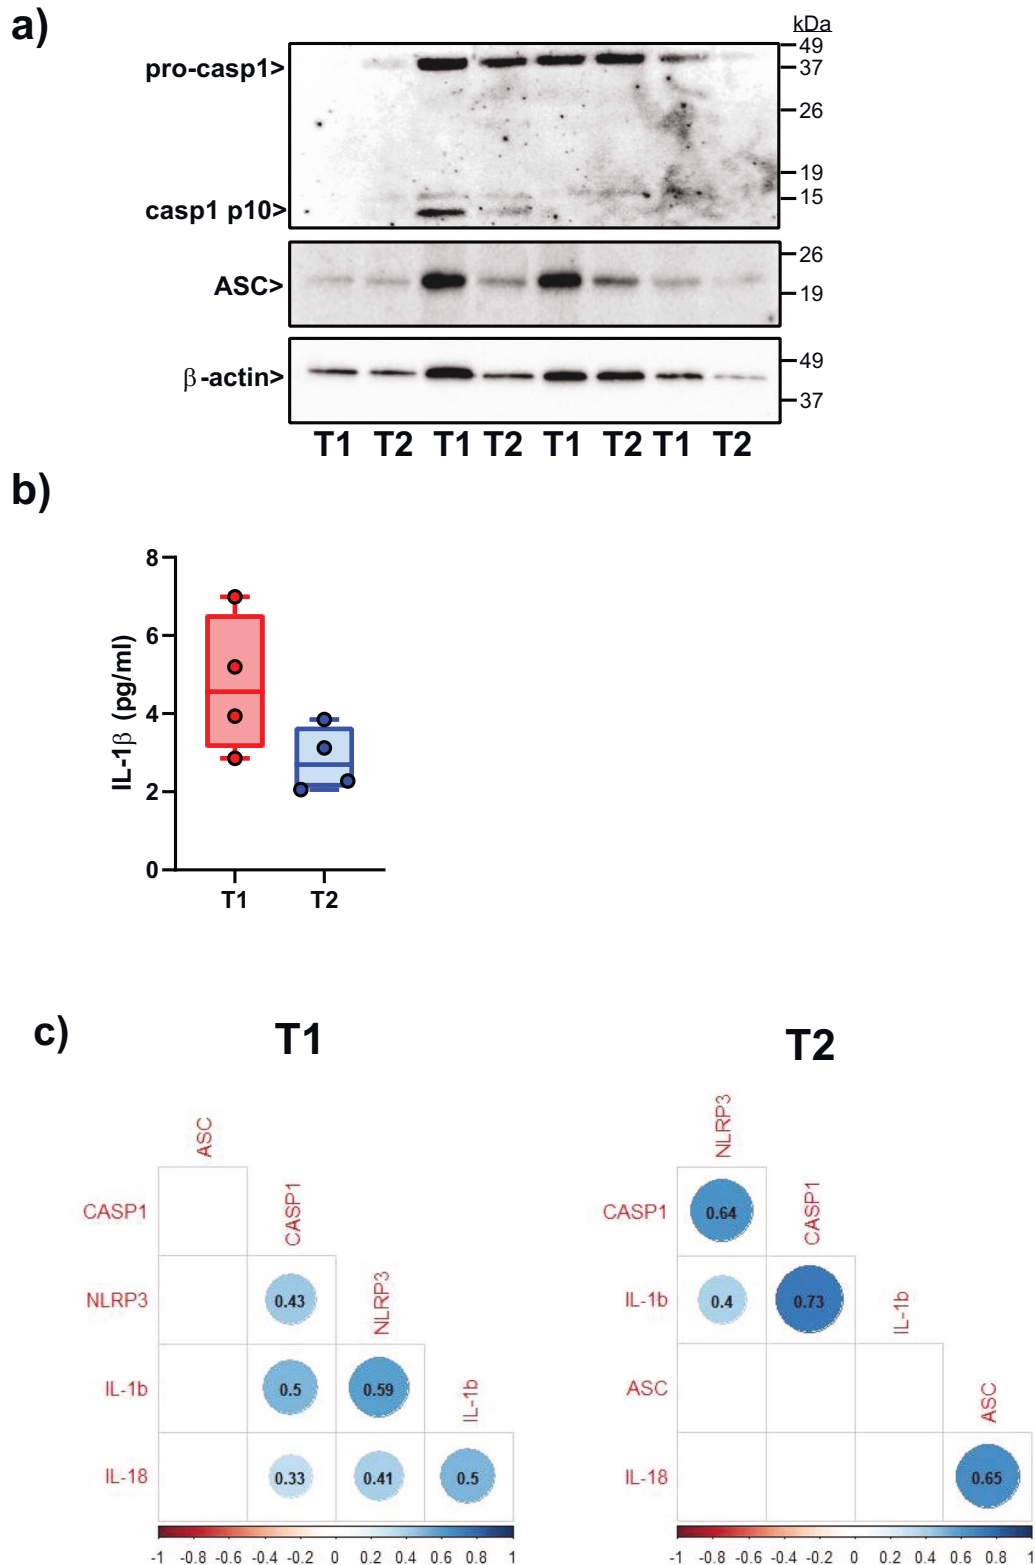 a)
kDa
pro-casp1>
49
37
26
19
15
casp1 p10>
26
ASC>
19
49
β-actin>
37
T1 T2 T1 T2 T1 T2 T1 T2
b)
IL-1β (pg/ml)
8
6
4
2
0
T1 T2
c)
T1
ASC
CASP1
CASP1
NLRP3
0.43
NLRP3
IL-1b
0.5
0.59
IL-1b
IL-18
0.33
0.41
0.5
-1 -0.8 -0.6 -0.4 -0.2 0 0.2 0.4 0.6 0.8 1
T2
NLRP3
CASP1
0.64
CASP1
IL-1b
0.4
0.73
IL-1b
ASC
ASC
IL-18
0.65
-1 -0.8 -0.6 -0.4 -0.2 0 0.2 0.4 0.6 0.8 1